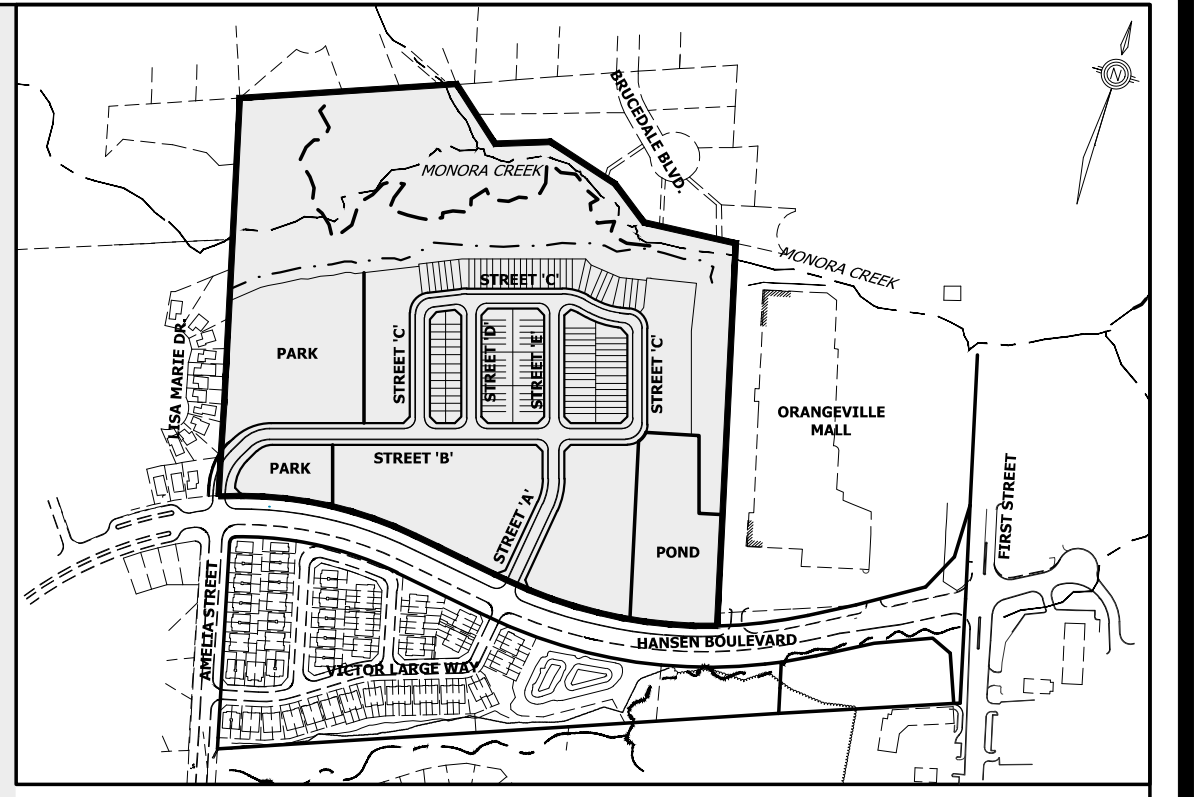 BRUCEDALE BLVD.
N
MONORA CREEK
MONORA CREEK
STREET 'C'
LISA MARIE DR.
PARK
STREET 'C'
STREET 'D'
STREET 'E'
STREET 'C'
ORANGEVILLE
MALL
PARK
STREET 'B'
STREET 'A'
POND
FIRST STREET
AMELIA STREET
HANSEN BOULEVARD
VICTOR LARGE WAY